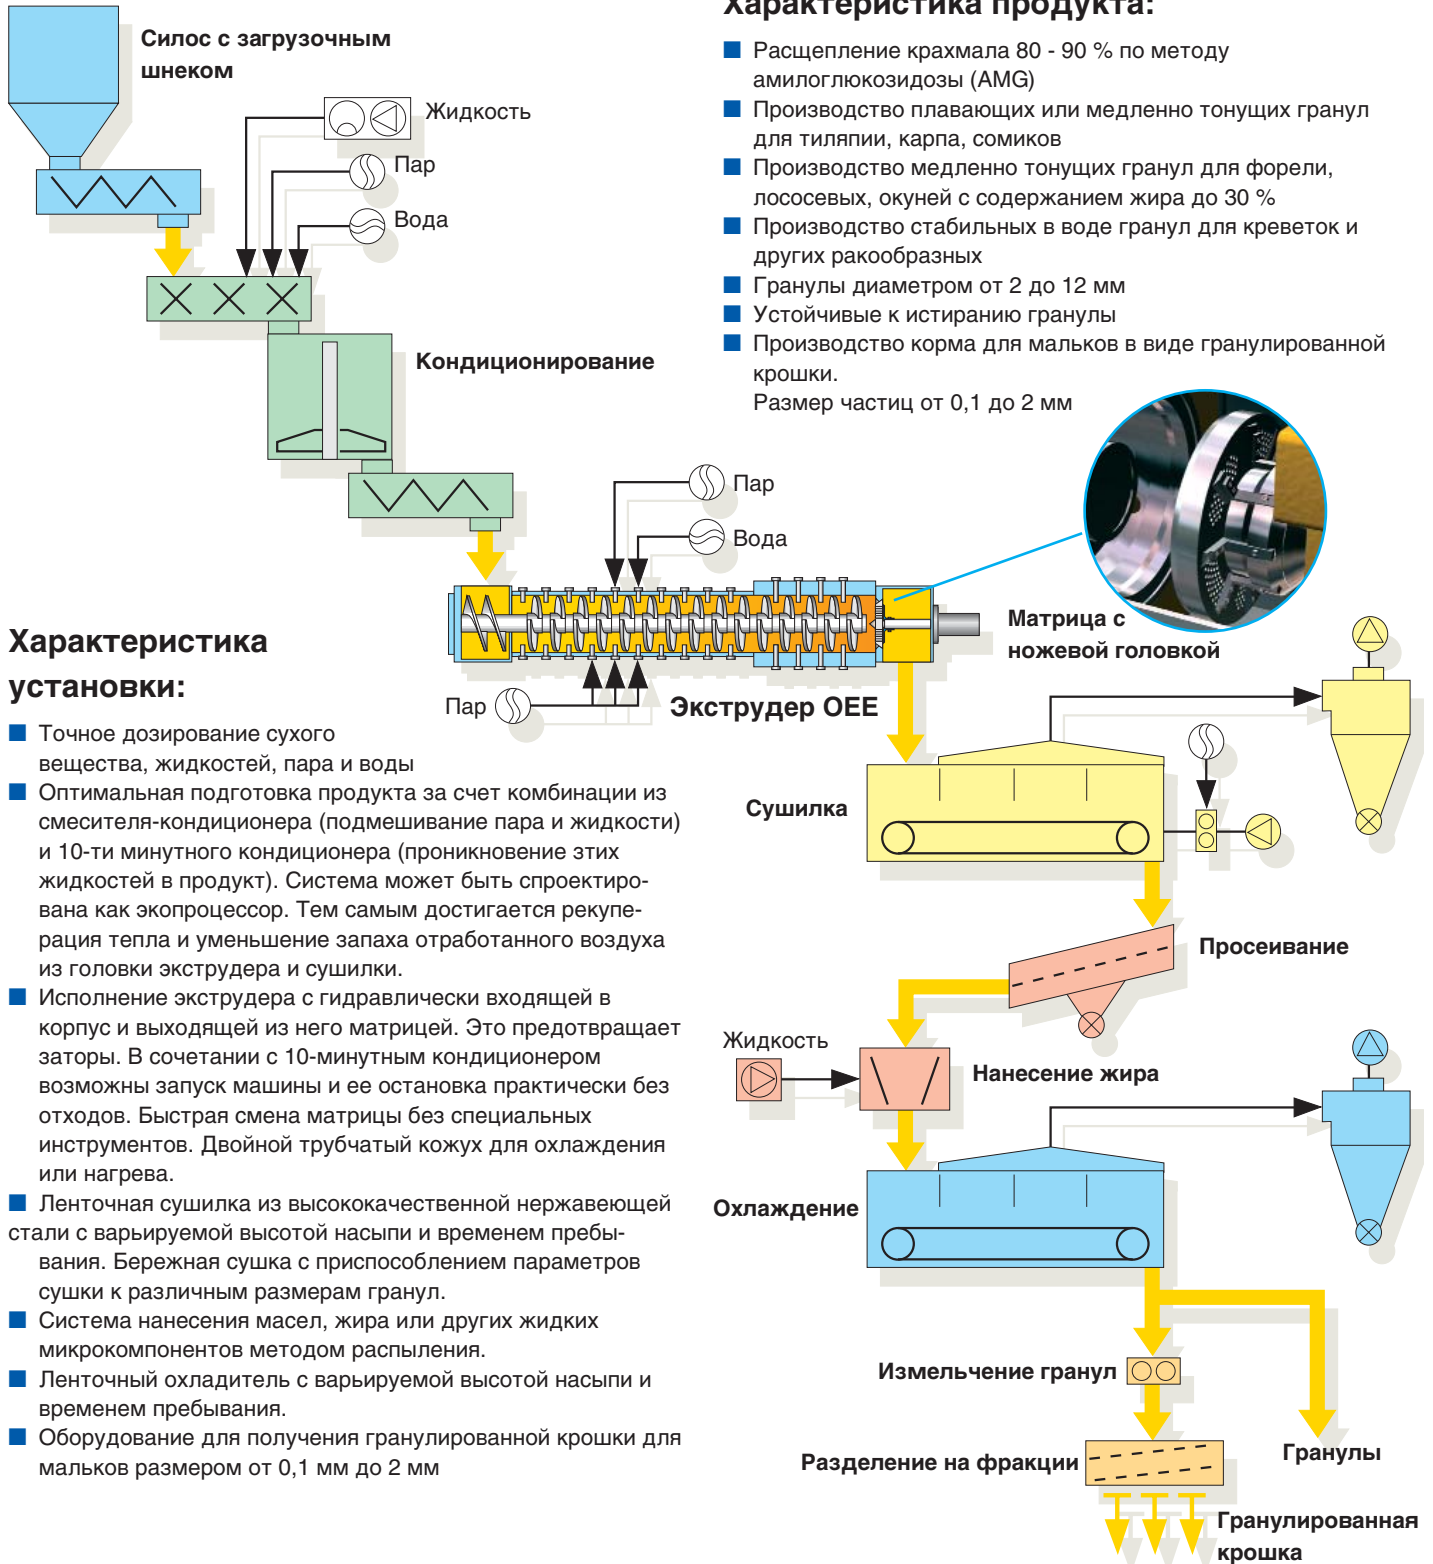 Характеристика продукта:
Расщепление крахмала 80 - 90 % по методу
амилоглюкозидозы (AMG)
Производство плавающих или медленно тонущих гранул
для тиляпии, карпа, сомиков
Производство медленно тонущих гранул для форели,
лососевых, окуней с содержанием жира до 30 %
Производство стабильных в воде гранул для креветок и
других ракообразных
Гранулы диаметром от 2 до 12 мм
Устойчивые к истиранию гранулы
Производство корма для мальков в виде гранулированной
крошки.
Размер частиц от 0,1 до 2 мм
Силос с загрузочным
шнеком
Жидкость
Пар
Вода
Кондиционирование
Пар
Вода
Матрица с
ножевой головкой
Пар
Экструдер OEE
Характеристика
установки:
Точное дозирование сухого
вещества, жидкостей, пара и воды
Оптимальная подготовка продукта за счет комбинации из
смесителя-кондиционера (подмешивание пара и жидкости)
и 10-ти минутного кондиционера (проникновение зтих
жидкостей в продукт). Система может быть спроектиро-
вана как экопроцессор. Тем самым достигается рекупе-
рация тепла и уменьшение запаха отработанного воздуха
из головки экструдера и сушилки.
Исполнение экструдера с гидравлически входящей в
корпус и выходящей из него матрицей. Это предотвращает
заторы. В сочетании с 10-минутным кондиционером
возможны запуск машины и ее остановка практически без
отходов. Быстрая смена матрицы без специальных
инструментов. Двойной трубчатый кожух для охлаждения
или нагрева.
Ленточная сушилка из высококачественной нержавеющей
стали с варьируемой высотой насыпи и временем пребы-
вания. Бережная сушка с приспособлением параметров
сушки к различным размерам гранул.
Система нанесения масел, жира или других жидких
микрокомпонентов методом распыления.
Ленточный охладитель с варьируемой высотой насыпи и
временем пребывания.
Оборудование для получения гранулированной крошки для
мальков размером от 0,1 мм до 2 мм
Сушилка
Просеивание
Жидкость
Нанесение жира
Охлаждение
Измельчение гранул
Разделение на фракции
Гранулы
Гранулированная
крошка